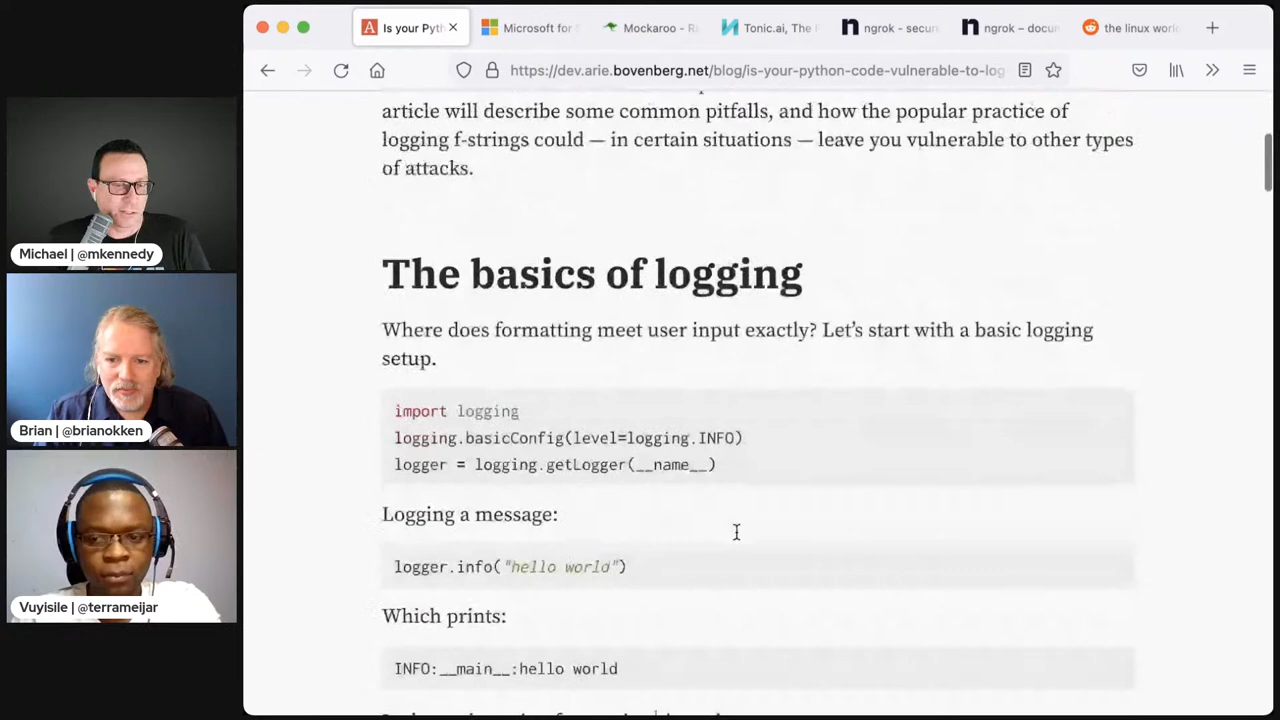 Is your Pyth
Microsoft for S
Mockaroo - R
Tonic.ai, The
ngrok - secur
ngrok – docu
the linux worl
https://dev.arie.bovenberg.net/blog/is-your-python-code-vulnerable-to-log
article will describe some common pitfalls, and how the popular practice of
logging f-strings could — in certain situations — leave you vulnerable to other types
of attacks.
The basics of logging
Where does formatting meet user input exactly? Let’s start with a basic logging
setup.
import logging
logging.basicConfig(level=logging.INFO)
logger = logging.getLogger(__name__)
Logging a message:
logger.info("hello world")
Which prints:
INFO:__main__:hello world
Michael | @mkennedy
Brian | @brianokken
Vuyisile | @terrameijar